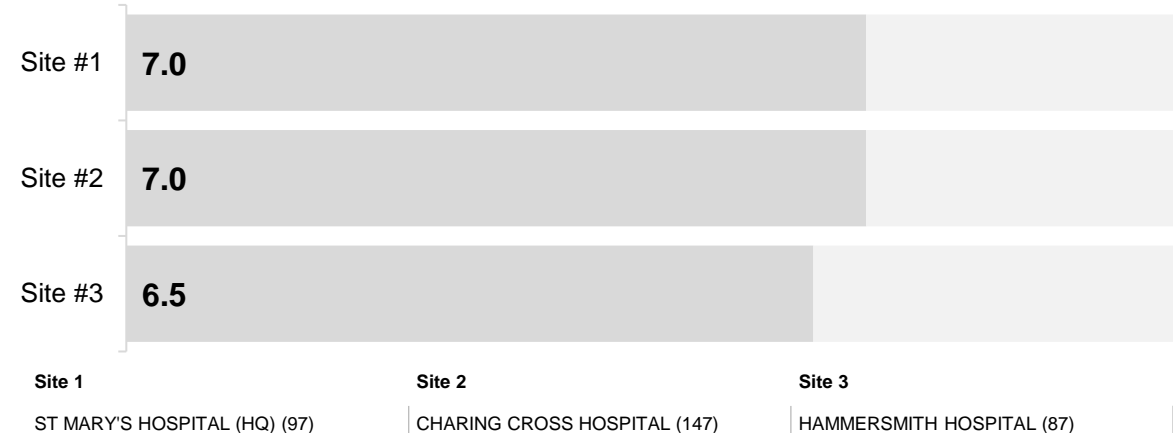 Site #1 7.0
Site #2 7.0
Site #3 6.5
Site 1 Site 2 Site 3
ST MARY'S HOSPITAL (HQ) (97) CHARING CROSS HOSPITAL (147) HAMMERSMITH HOSPITAL (87)